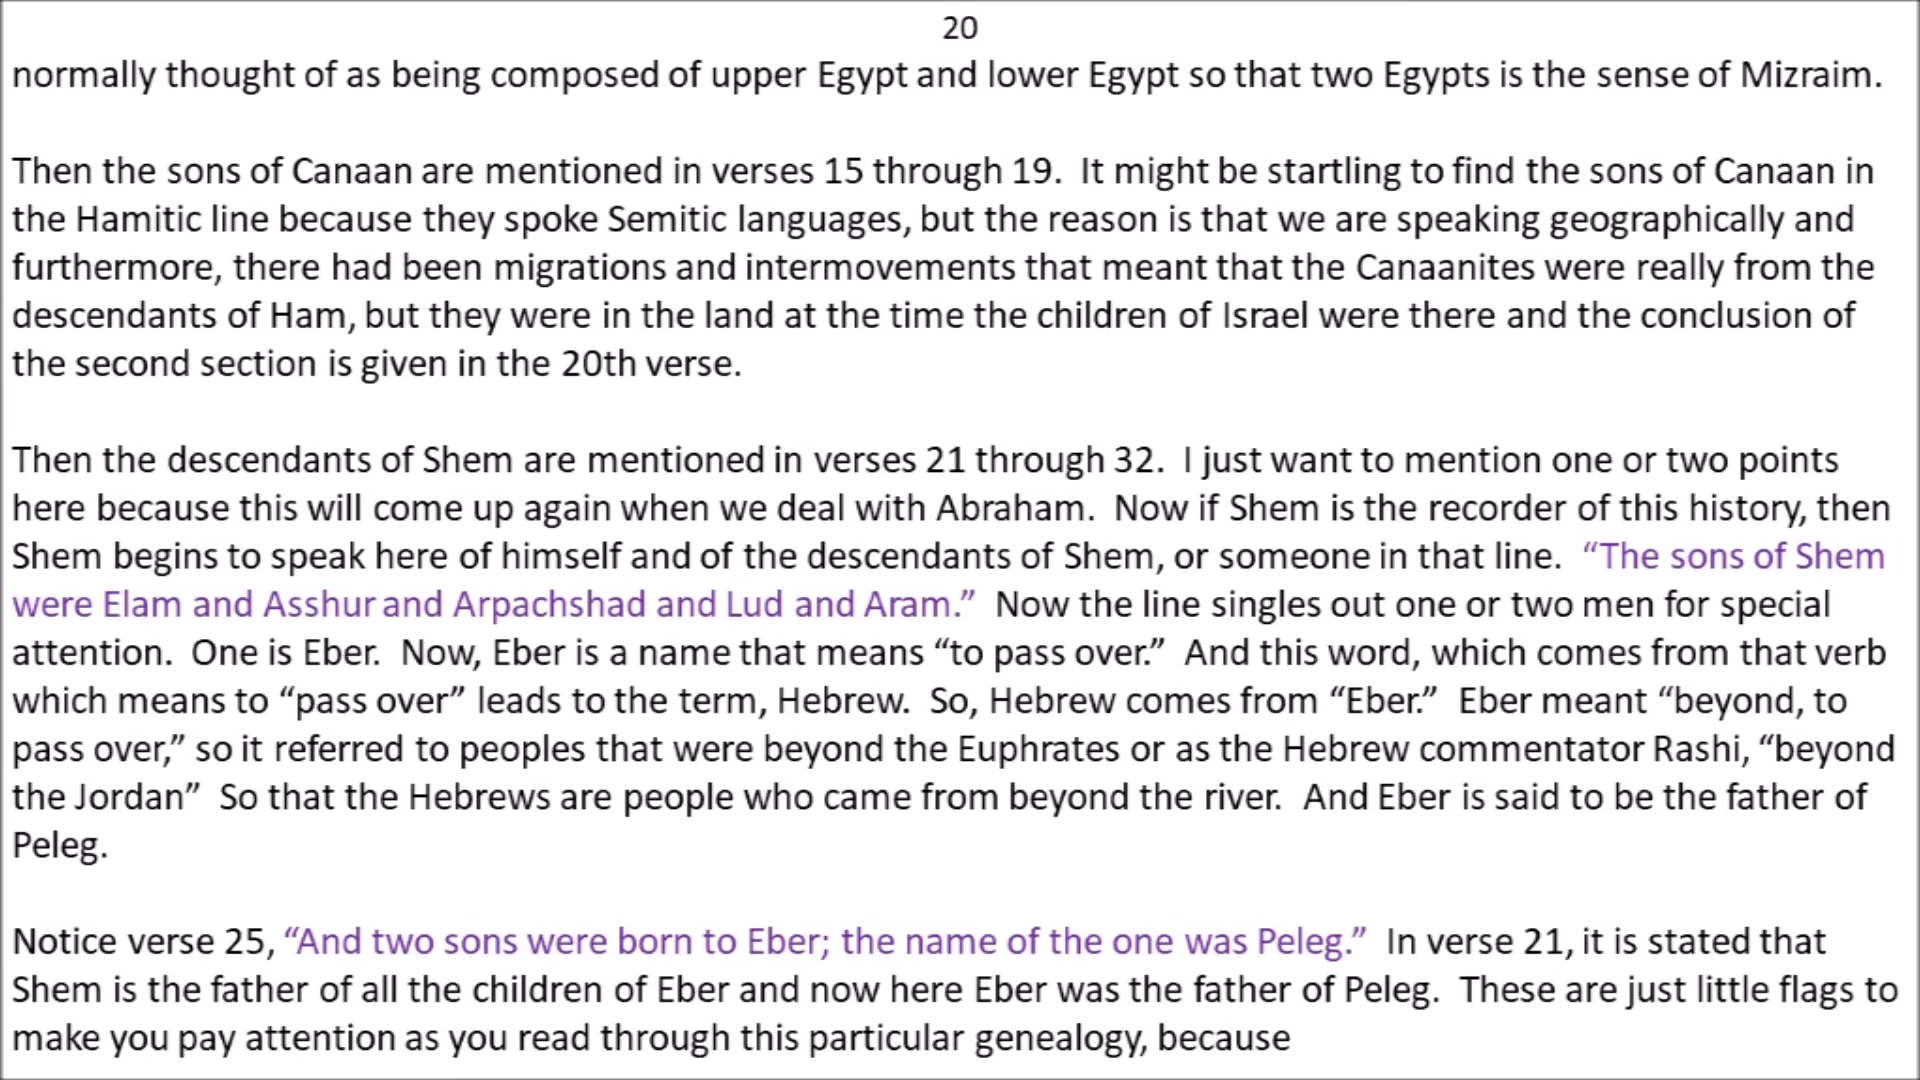 20
normally thought of as being composed of upper Egypt and lower Egypt so that two Egypts is the sense of Mizraim.
Then the sons of Canaan are mentioned in verses 15 through 19.  It might be startling to find the sons of Canaan in
the Hamitic line because they spoke Semitic languages, but the reason is that we are speaking geographically and
furthermore, there had been migrations and intermovements that meant that the Canaanites were really from the
descendants of Ham, but they were in the land at the time the children of Israel were there and the conclusion of
the second section is given in the 20th verse.
Then the descendants of Shem are mentioned in verses 21 through 32.  I just want to mention one or two points
here because this will come up again when we deal with Abraham.  Now if Shem is the recorder of this history, then
Shem begins to speak here of himself and of the descendants of Shem, or someone in that line.  “The sons of Shem
were Elam and Asshur and Arpachshad and Lud and Aram.”  Now the line singles out one or two men for special
attention.  One is Eber.  Now, Eber is a name that means “to pass over.”  And this word, which comes from that verb
which means to “pass over” leads to the term, Hebrew.  So, Hebrew comes from “Eber.”  Eber meant “beyond, to
pass over,” so it referred to peoples that were beyond the Euphrates or as the Hebrew commentator Rashi, “beyond
the Jordan”  So that the Hebrews are people who came from beyond the river.  And Eber is said to be the father of
Peleg.
Notice verse 25, “And two sons were born to Eber; the name of the one was Peleg.”  In verse 21, it is stated that
Shem is the father of all the children of Eber and now here Eber was the father of Peleg.  These are just little flags to
make you pay attention as you read through this particular genealogy, because